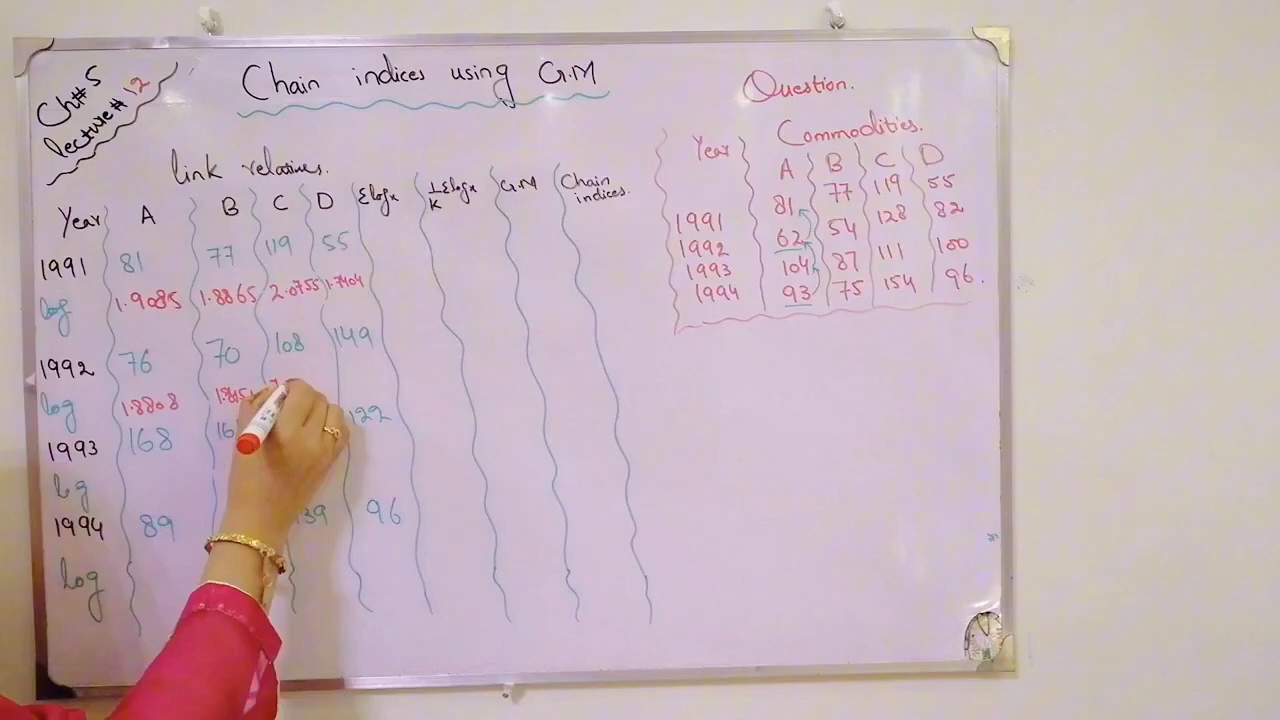 Ch#5
lecture # 12
Chain indices using G.M
link relatives.
Year A B C D Σlogx 1/K Σlogx G.M Chain indices.
1991 81 77 119 55
log 1.9085 1.8865 2.0755 1.7404
1992 76 70 108 149
log 1.8808 1.845
1993 168 16 122
log
1994 89 139 96
log
Question.
Commodities.
Year A B C D
1991 81 77 119 55
1992 62 54 128 82
1993 104 87 111 100
1994 93 75 154 96.